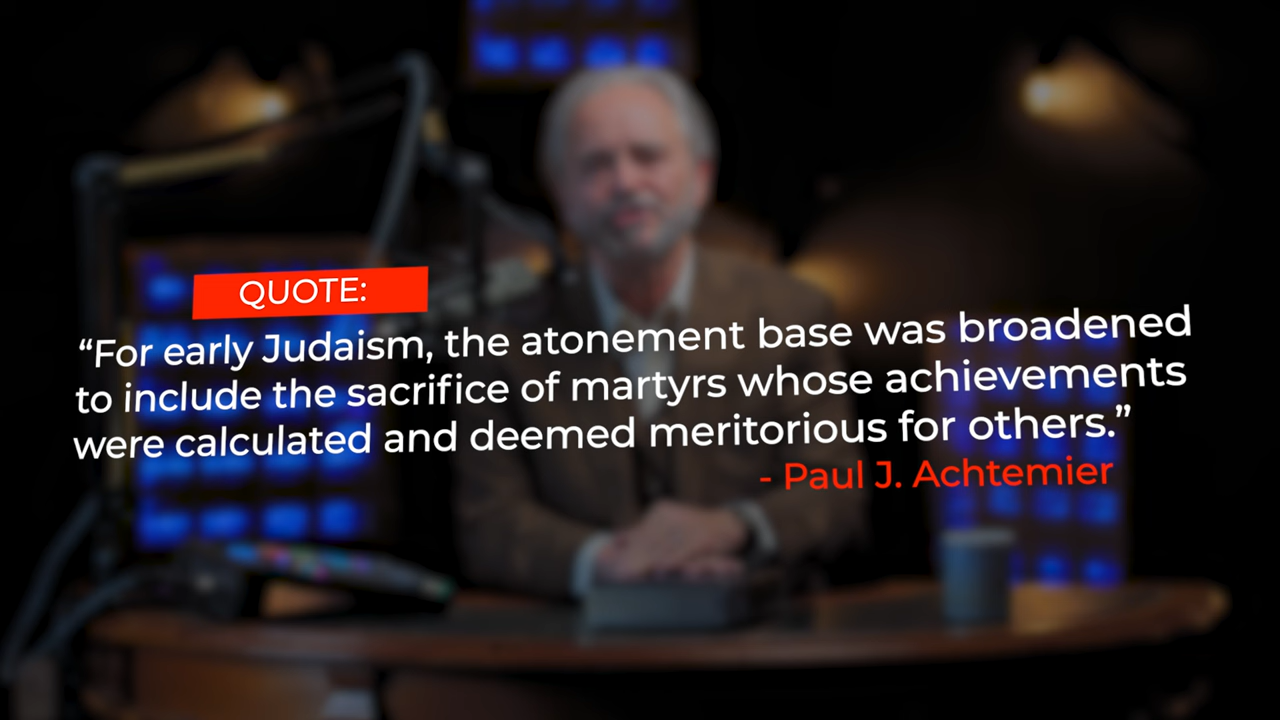 QUOTE:
“For early Judaism, the atonement base was broadened
to include the sacrifice of martyrs whose achievements
were calculated and deemed meritorious for others.”
- Paul J. Achtemier